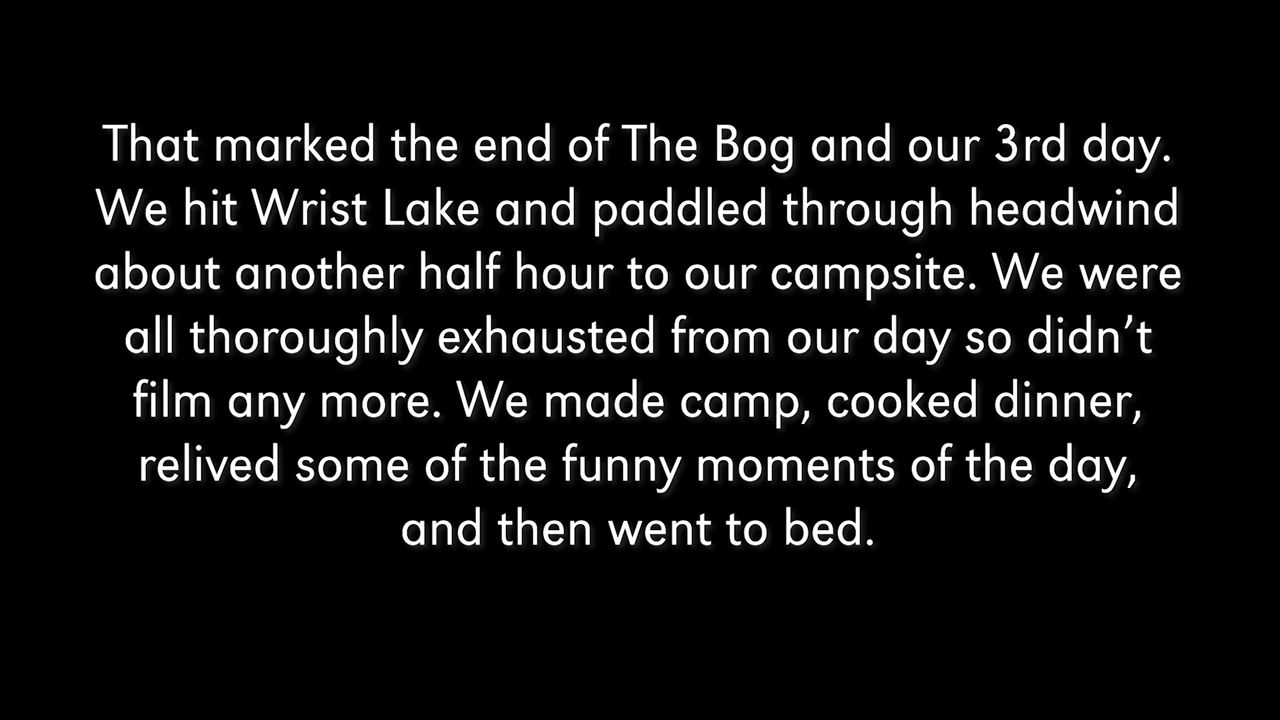 That marked the end of The Bog and our 3rd day.
We hit Wrist Lake and paddled through headwind
about another half hour to our campsite. We were
all thoroughly exhausted from our day so didn’t
film any more. We made camp, cooked dinner,
relived some of the funny moments of the day,
and then went to bed.